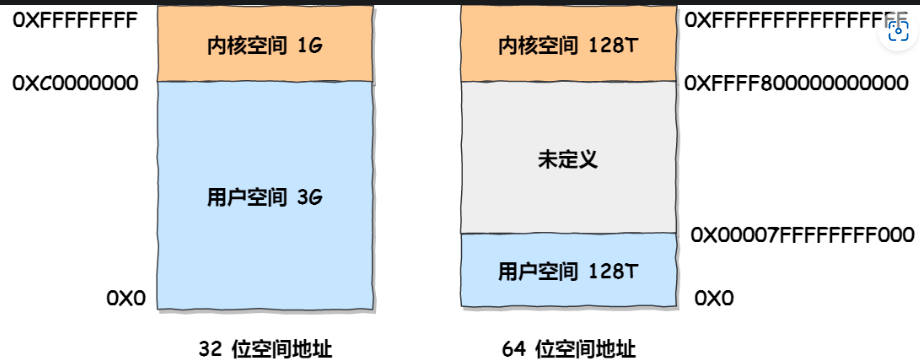 0XFFFFFFFF
内核空间 1G
0XC0000000
用户空间 3G
0X0
32 位空间地址
0XFFFFFFFFFFFFFFFF
内核空间 128T
0XFFFF800000000000
未定义
0X00007FFFFFFFF000
用户空间 128T
0X0
64 位空间地址